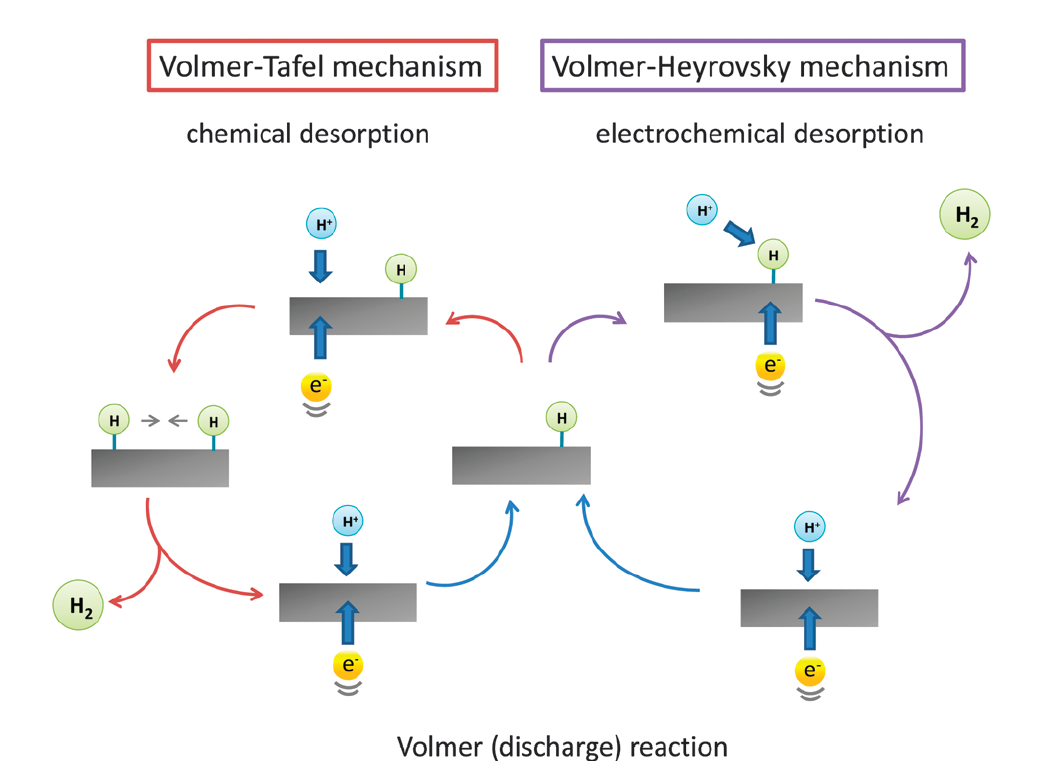 Volmer-Tafel mechanism
Volmer-Heyrovsky mechanism
chemical desorption
electrochemical desorption
H⁺
H
e⁻
H⁺
H
e⁻
H₂
H
H
H
H⁺
e⁻
H₂
H⁺
e⁻
Volmer (discharge) reaction